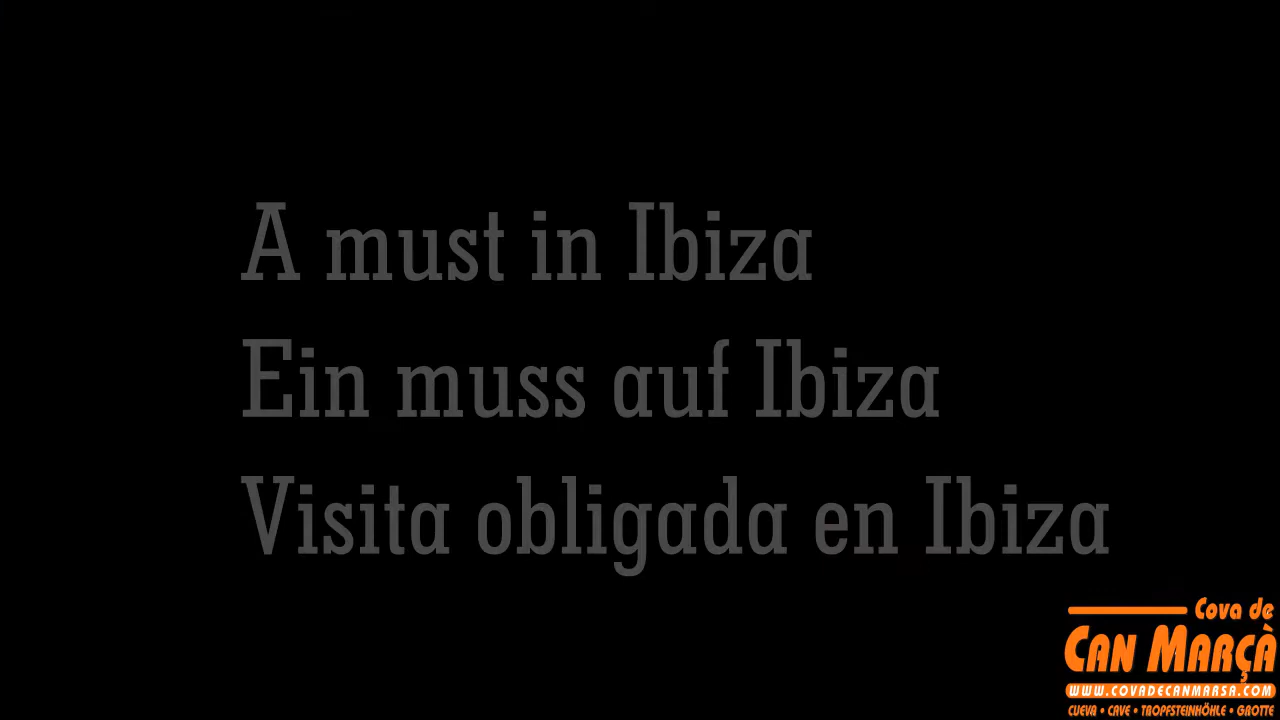 A must in Ibiza
Ein muss auf Ibiza
Visita obligada en Ibiza
Cova de
CAN MARÇÀ
WWW.COVADECANMARSA.COM
CUEVA • CAVE • TROPFSTEINHÖHLE • GROTTE